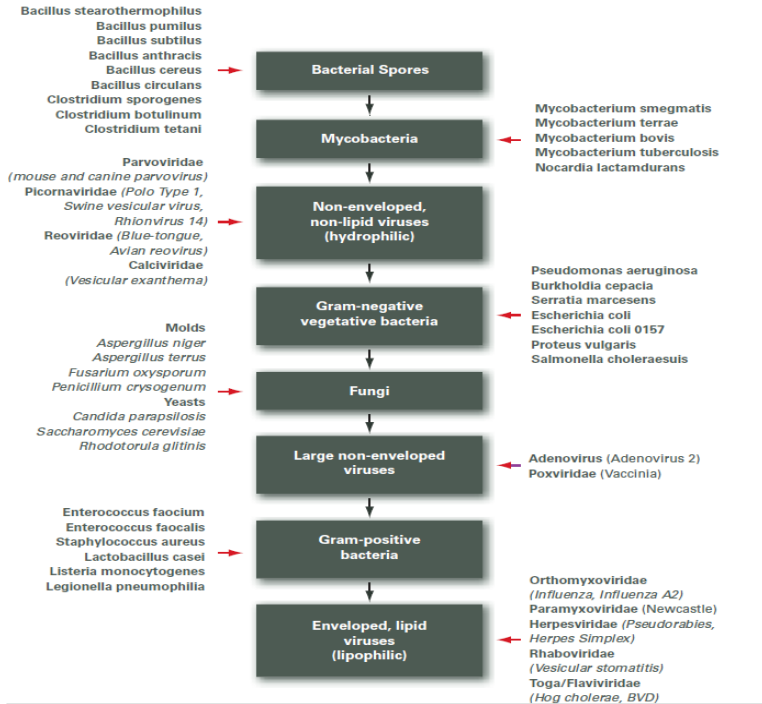 Bacillus stearothermophilus
Bacillus pumilus
Bacillus subtilus
Bacillus anthracis
Bacillus cereus
Bacillus circulans
Clostridium sporogenes
Clostridium botulinum
Clostridium tetani
Bacterial Spores
Mycobacteria
Mycobacterium smegmatis
Mycobacterium terrae
Mycobacterium bovis
Mycobacterium tuberculosis
Nocardia lactamdurans
Parvoviridae
(mouse and canine parvovirus)
Picornaviridae (Polo Type 1,
Swine vesicular virus,
Rhionvirus 14)
Reoviridae (Blue-tongue,
Avian reovirus)
Calciviridae
(Vesicular exanthema)
Non-enveloped,
non-lipid viruses
(hydrophilic)
Gram-negative
vegetative bacteria
Pseudomonas aeruginosa
Burkholdia cepacia
Serratia marcesens
Escherichia coli
Escherichia coli 0157
Proteus vulgaris
Salmonella choleraesuis
Molds
Aspergillus niger
Aspergillus terrus
Fusarium oxysporum
Penicillium crysogenum
Yeasts
Candida parapsilosis
Saccharomyces cerevisiae
Rhodotorula glitinis
Fungi
Large non-enveloped
viruses
Adenovirus (Adenovirus 2)
Poxviridae (Vaccinia)
Enterococcus faocium
Enterococcus faocalis
Staphylococcus aureus
Lactobacillus casei
Listeria monocytogenes
Legionella pneumophilia
Gram-positive
bacteria
Enveloped, lipid
viruses
(lipophilic)
Orthomyxoviridae
(Influenza, Influenza A2)
Paramyxoviridae (Newcastle)
Herpesviridae (Pseudorabies,
Herpes Simplex)
Rhaboviridae
(Vesicular stomatitis)
Toga/Flaviviridae
(Hog cholerae, BVD)